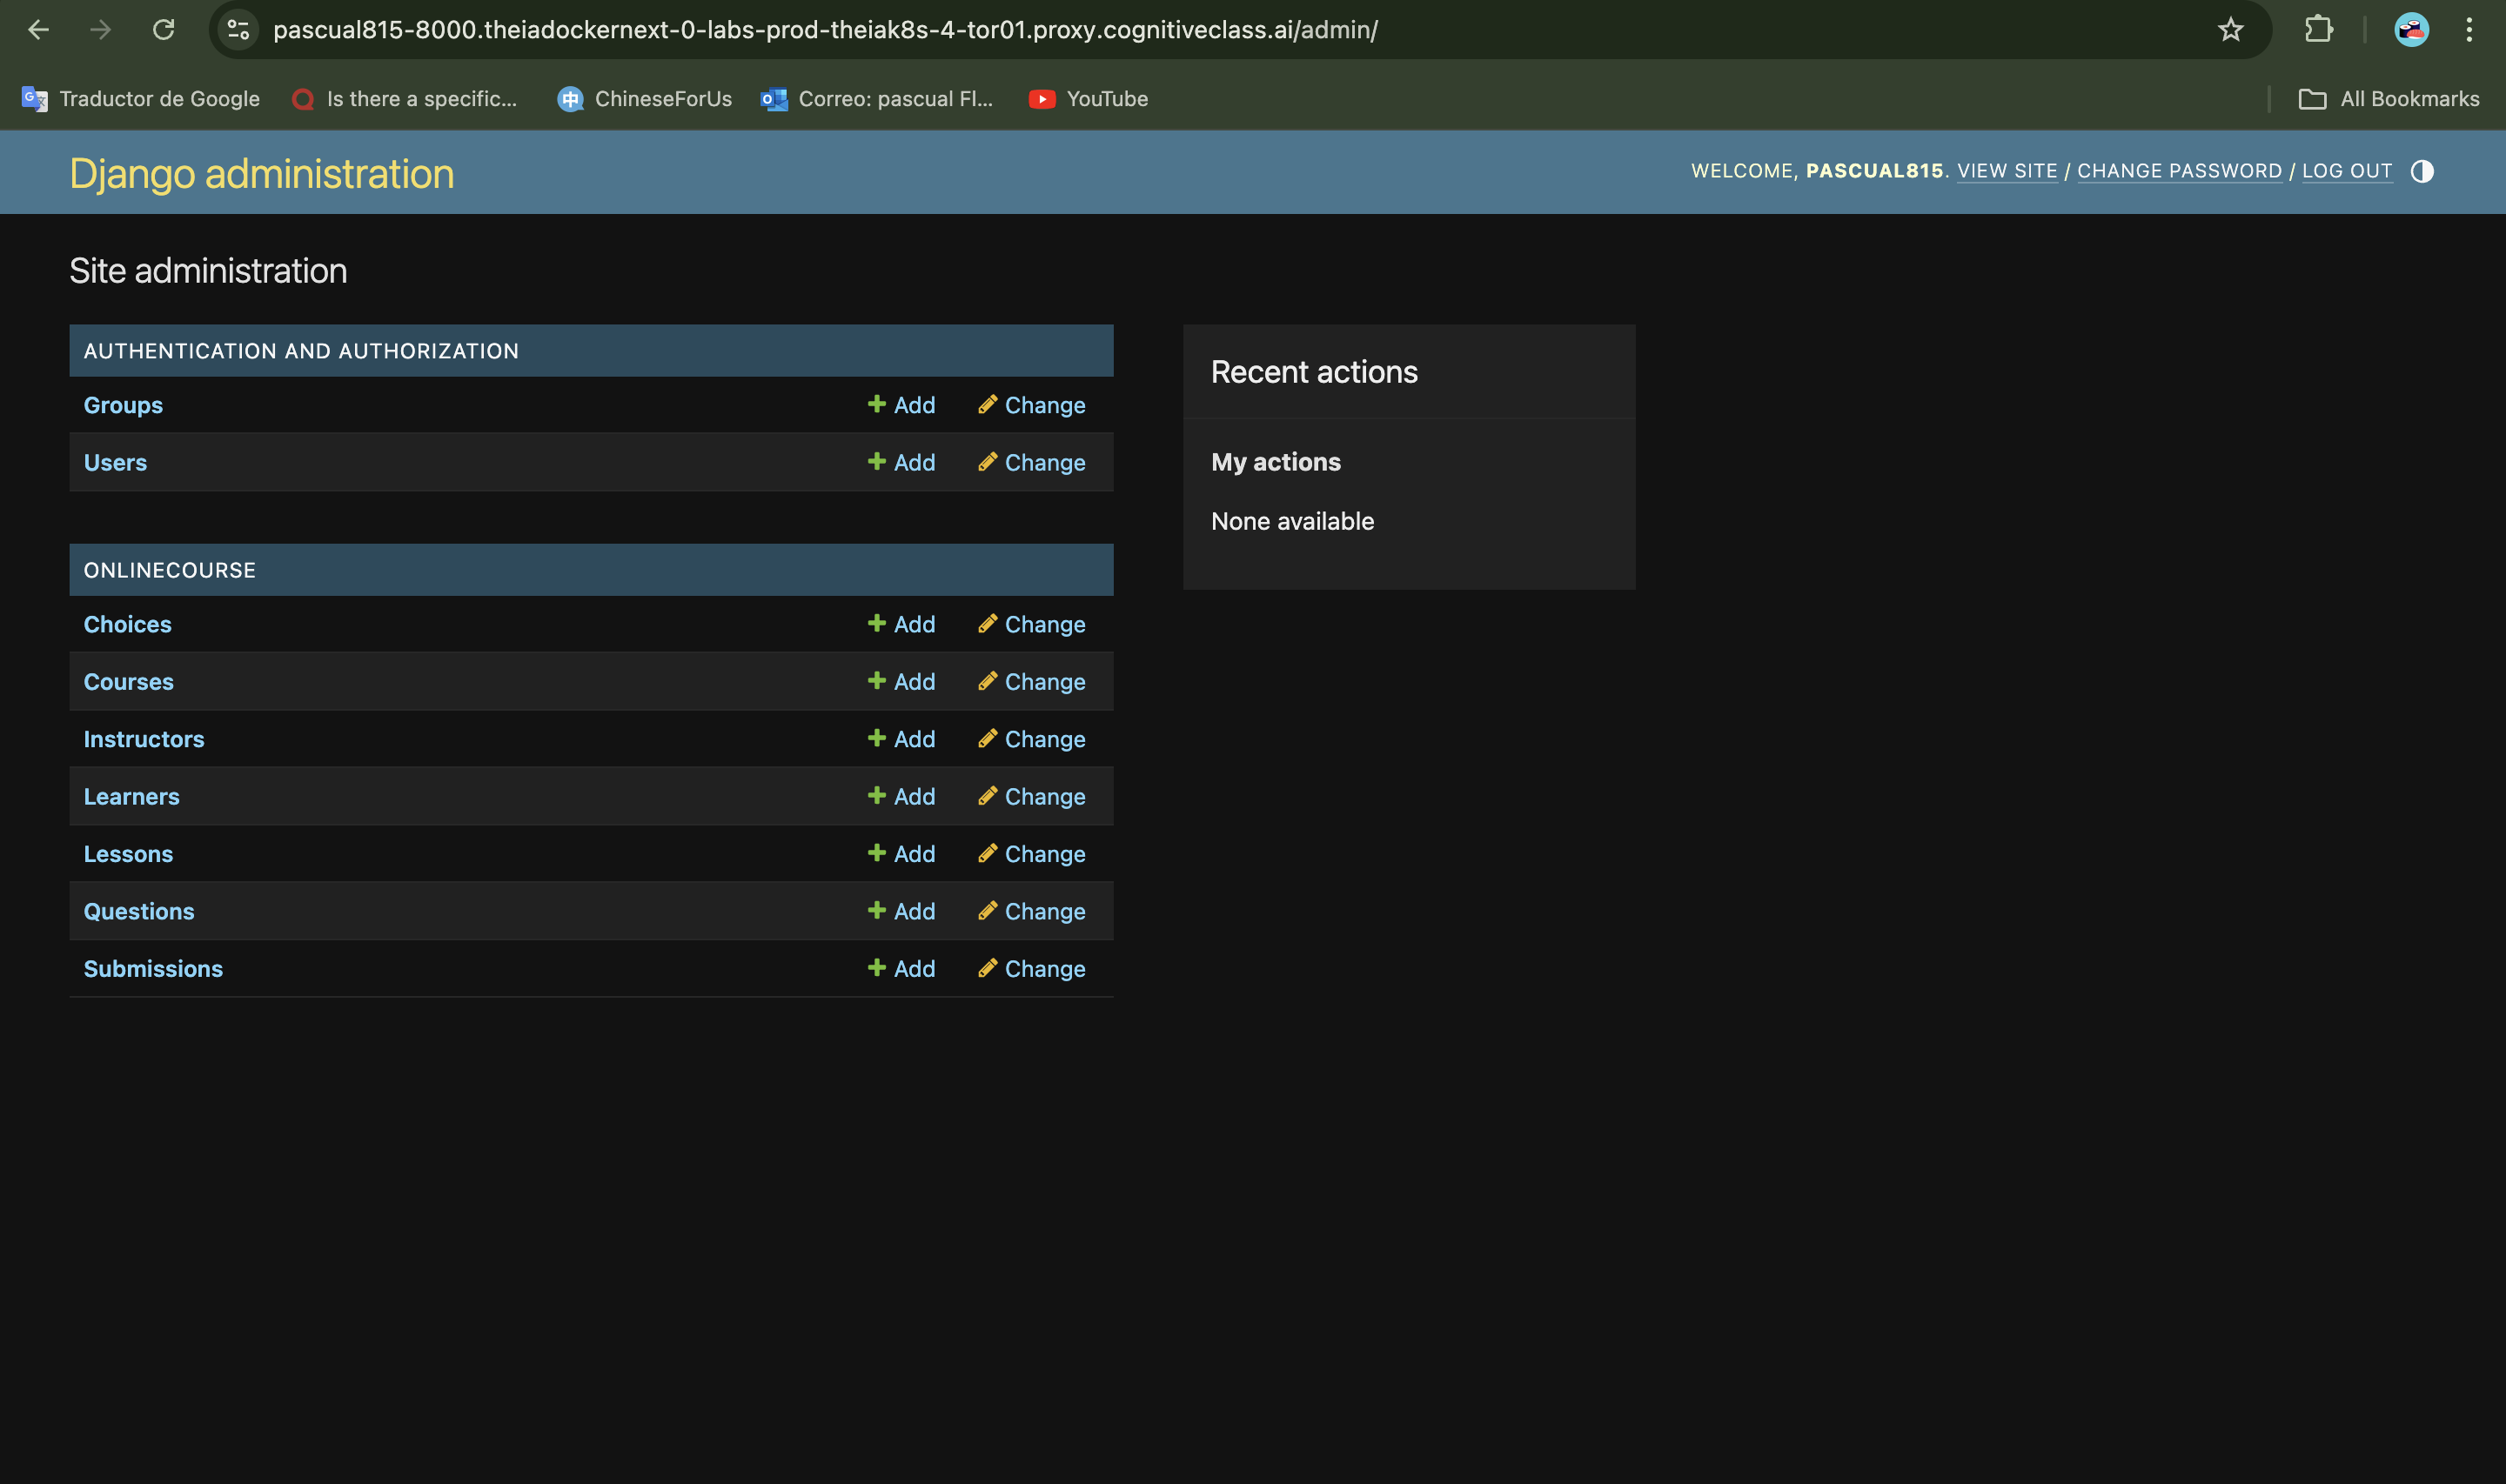 pascual815-8000.theiadockernext-0-labs-prod-theiak8s-4-tor01.proxy.cognitiveclass.ai/admin/
Traductor de Google Is there a specific... ChineseForUs Correo: pascual Fl... YouTube All Bookmarks
Django administration
WELCOME, PASCUAL815. VIEW SITE / CHANGE PASSWORD / LOG OUT
Site administration
AUTHENTICATION AND AUTHORIZATION
Groups Add Change
Users Add Change
ONLINECOURSE
Choices Add Change
Courses Add Change
Instructors Add Change
Learners Add Change
Lessons Add Change
Questions Add Change
Submissions Add Change
Recent actions
My actions
None available